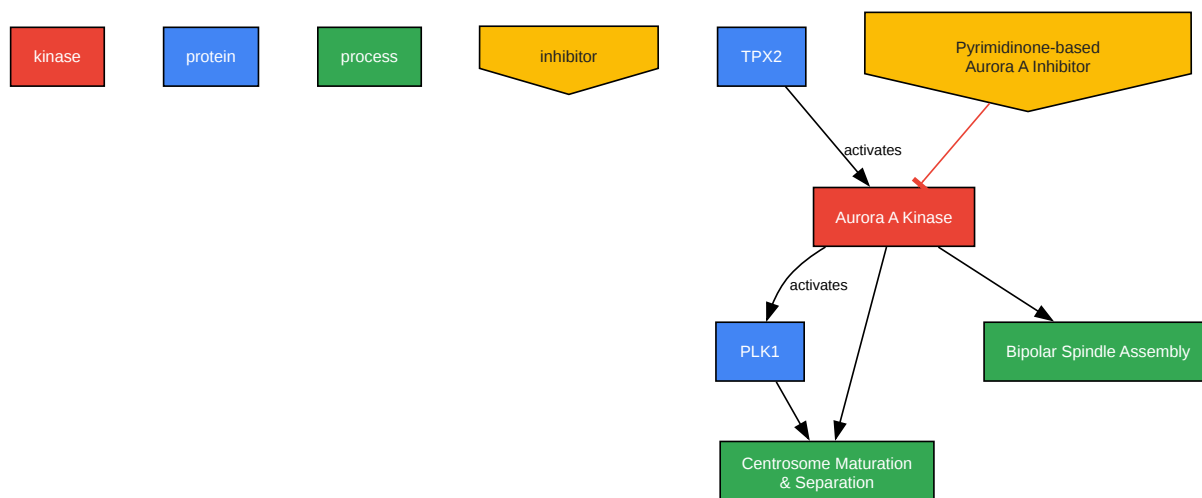 kinase
protein
process
inhibitor
TPX2
Pyrimidinone-based
Aurora A Inhibitor
activates
Aurora A Kinase
activates
PLK1
Bipolar Spindle Assembly
Centrosome Maturation
& Separation